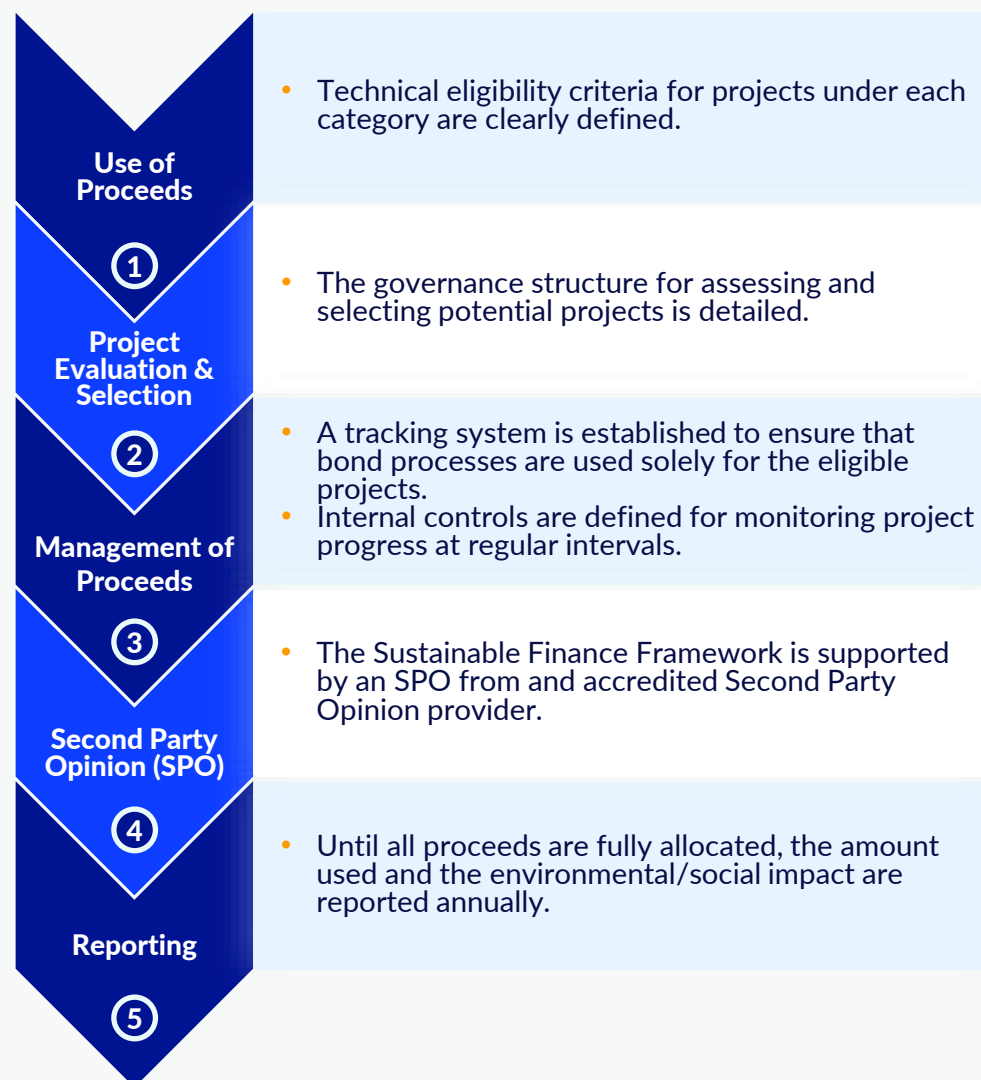 Use of
Proceeds
1
• Technical eligibility criteria for projects under each
category are clearly defined.
Project
Evaluation &
Selection
2
• The governance structure for assessing and
selecting potential projects is detailed.
Management of
Proceeds
3
• A tracking system is established to ensure that
bond processes are used solely for the eligible
projects.
• Internal controls are defined for monitoring project
progress at regular intervals.
Second Party
Opinion (SPO)
4
• The Sustainable Finance Framework is supported
by an SPO from and accredited Second Party
Opinion provider.
Reporting
5
• Until all proceeds are fully allocated, the amount
used and the environmental/social impact are
reported annually.